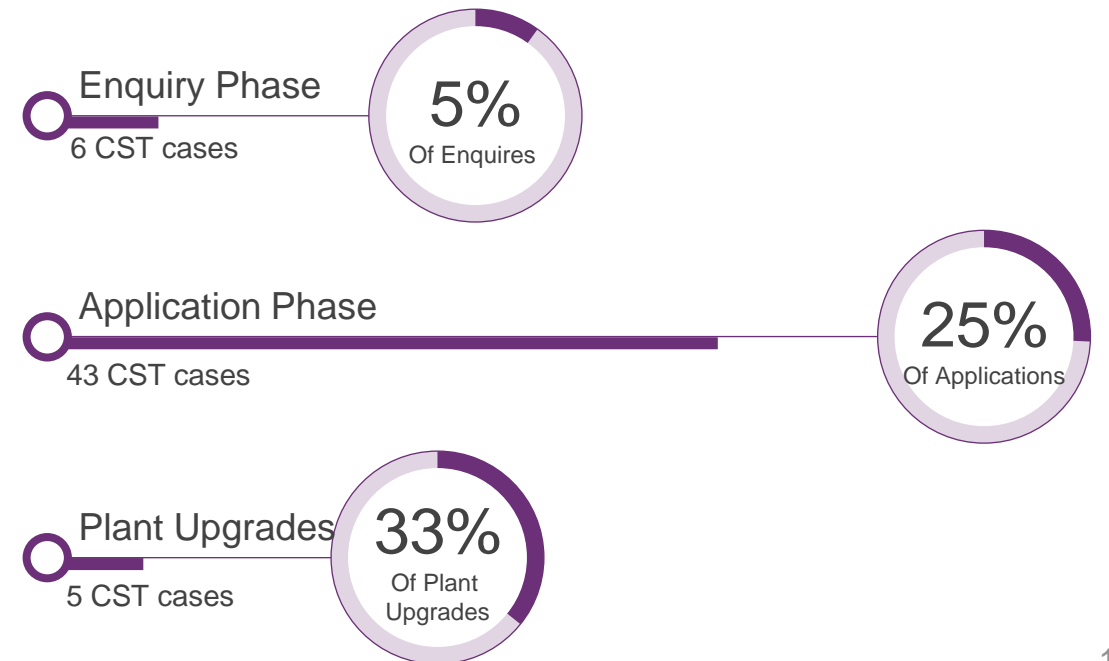 Enquiry Phase
6 CST cases
5%
Of Enquires
Application Phase
43 CST cases
25%
Of Applications
Plant Upgrades
5 CST cases
33%
Of Plant
Upgrades